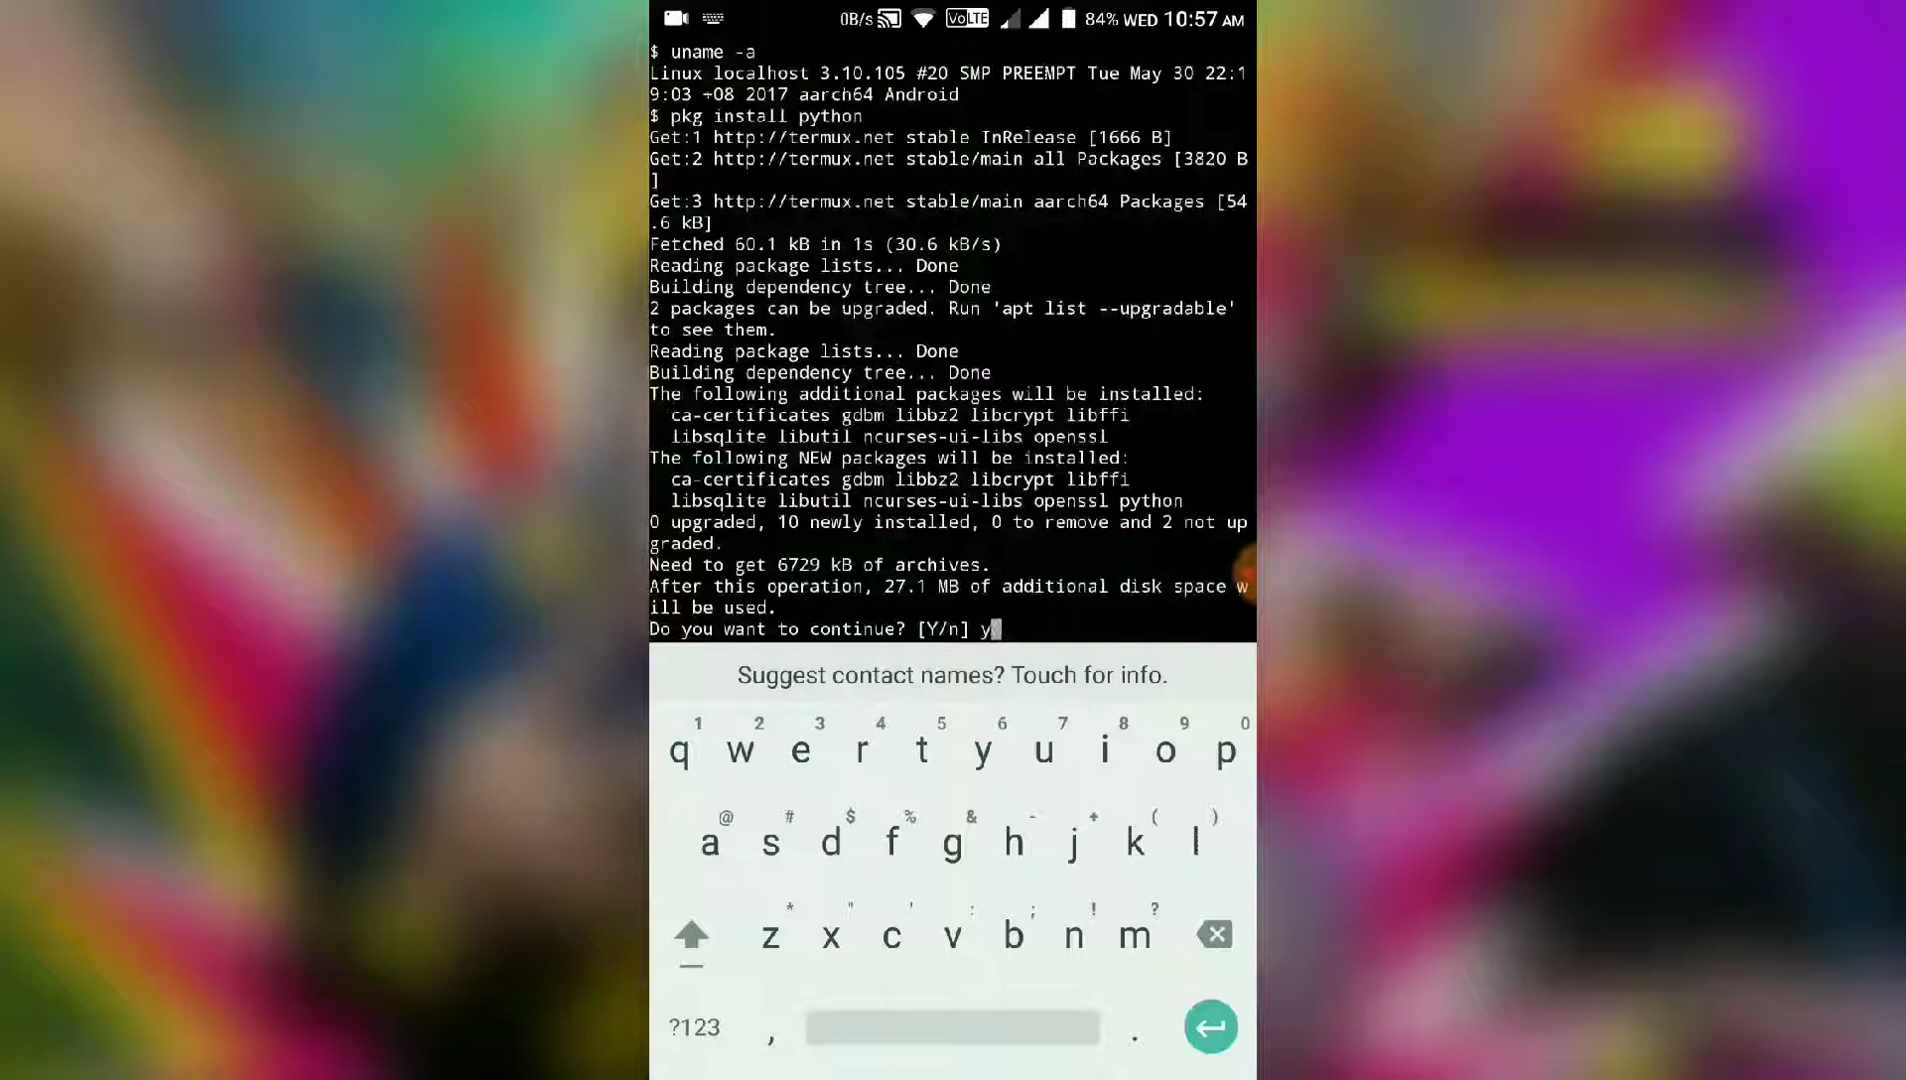 0B/s VoLTE 84% WED 10:57 AM
$ uname -a
Linux localhost 3.10.105 #20 SMP PREEMPT Tue May 30 22:1
9:03 +08 2017 aarch64 Android
$ pkg install python
Get:1 http://termux.net stable InRelease [1666 B]
Get:2 http://termux.net stable/main all Packages [3820 B
]
Get:3 http://termux.net stable/main aarch64 Packages [54
.6 kB]
Fetched 60.1 kB in 1s (30.6 kB/s)
Reading package lists... Done
Building dependency tree... Done
2 packages can be upgraded. Run 'apt list --upgradable'
to see them.
Reading package lists... Done
Building dependency tree... Done
The following additional packages will be installed:
ca-certificates gdbm libbz2 libcrypt libffi
libsqlite libutil ncurses-ui-libs openssl
The following NEW packages will be installed:
ca-certificates gdbm libbz2 libcrypt libffi
libsqlite libutil ncurses-ui-libs openssl python
0 upgraded, 10 newly installed, 0 to remove and 2 not up
graded.
Need to get 6729 kB of archives.
After this operation, 27.1 MB of additional disk space w
ill be used.
Do you want to continue? [Y/n] y
Suggest contact names? Touch for info.
1 2 3 4 5 6 7 8 9 0
q w e r t y u i o p
@ # $ % & - + ( )
a s d f g h j k l
* " ' : ; ! ?
z x c v b n m
?123 , .